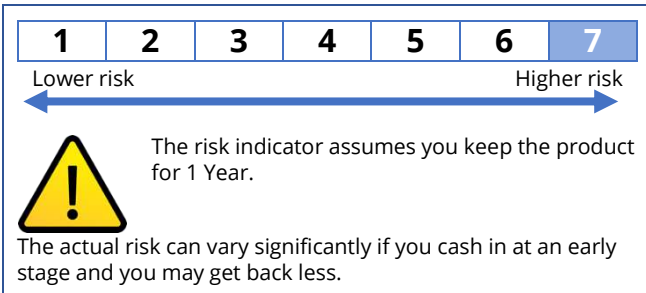 1 2 3 4 5 6 7
Lower risk Higher risk
The risk indicator assumes you keep the product
for 1 Year.
The actual risk can vary significantly if you cash in at an early
stage and you may get back less.